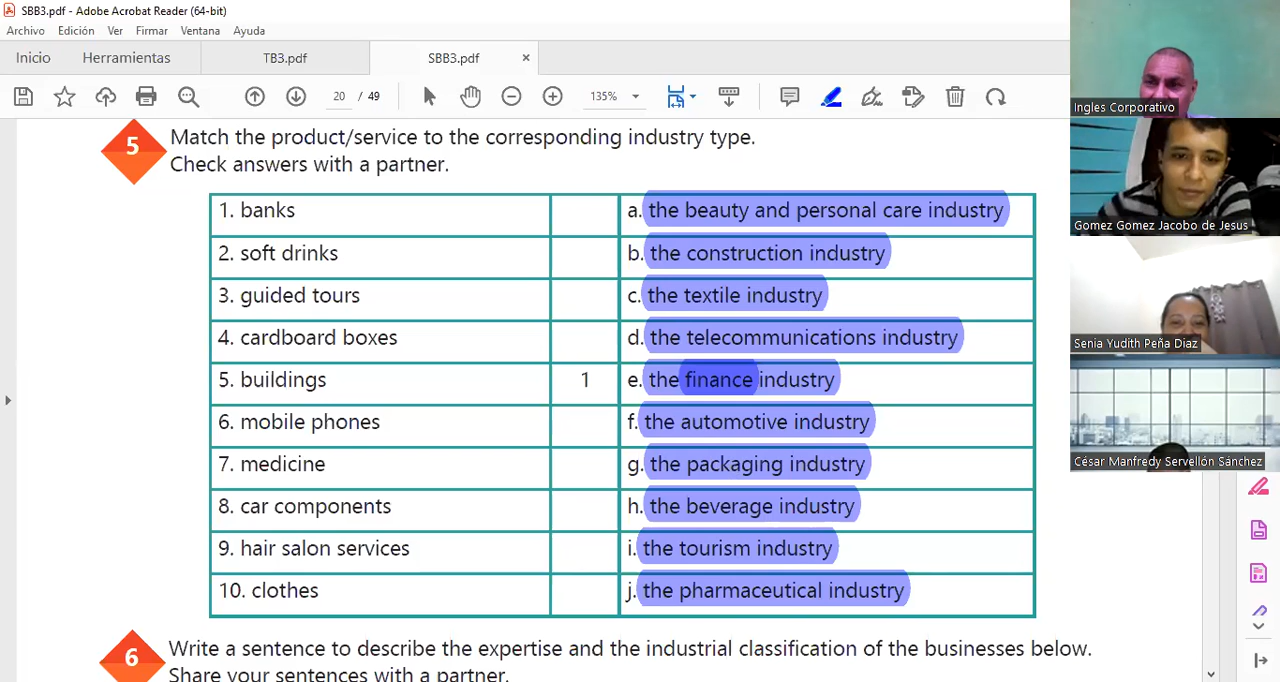 SBB3.pdf - Adobe Acrobat Reader (64-bit)
Archivo Edición Ver Firmar Ventana Ayuda
Inicio Herramientas TB3.pdf SBB3.pdf ×
20 / 49 135%
5 Match the product/service to the corresponding industry type.
Check answers with a partner.
1. banks a. the beauty and personal care industry
2. soft drinks b. the construction industry
3. guided tours c. the textile industry
4. cardboard boxes d. the telecommunications industry
5. buildings 1 e. the finance industry
6. mobile phones f. the automotive industry
7. medicine g. the packaging industry
8. car components h. the beverage industry
9. hair salon services i. the tourism industry
10. clothes j. the pharmaceutical industry
6 Write a sentence to describe the expertise and the industrial classification of the businesses below.
Share your sentences with a partner.
Ingles Corporativo
Gomez Gomez Jacobo de Jesus
Senia Yudith Peña Diaz
César Manfredy Servellón Sánchez